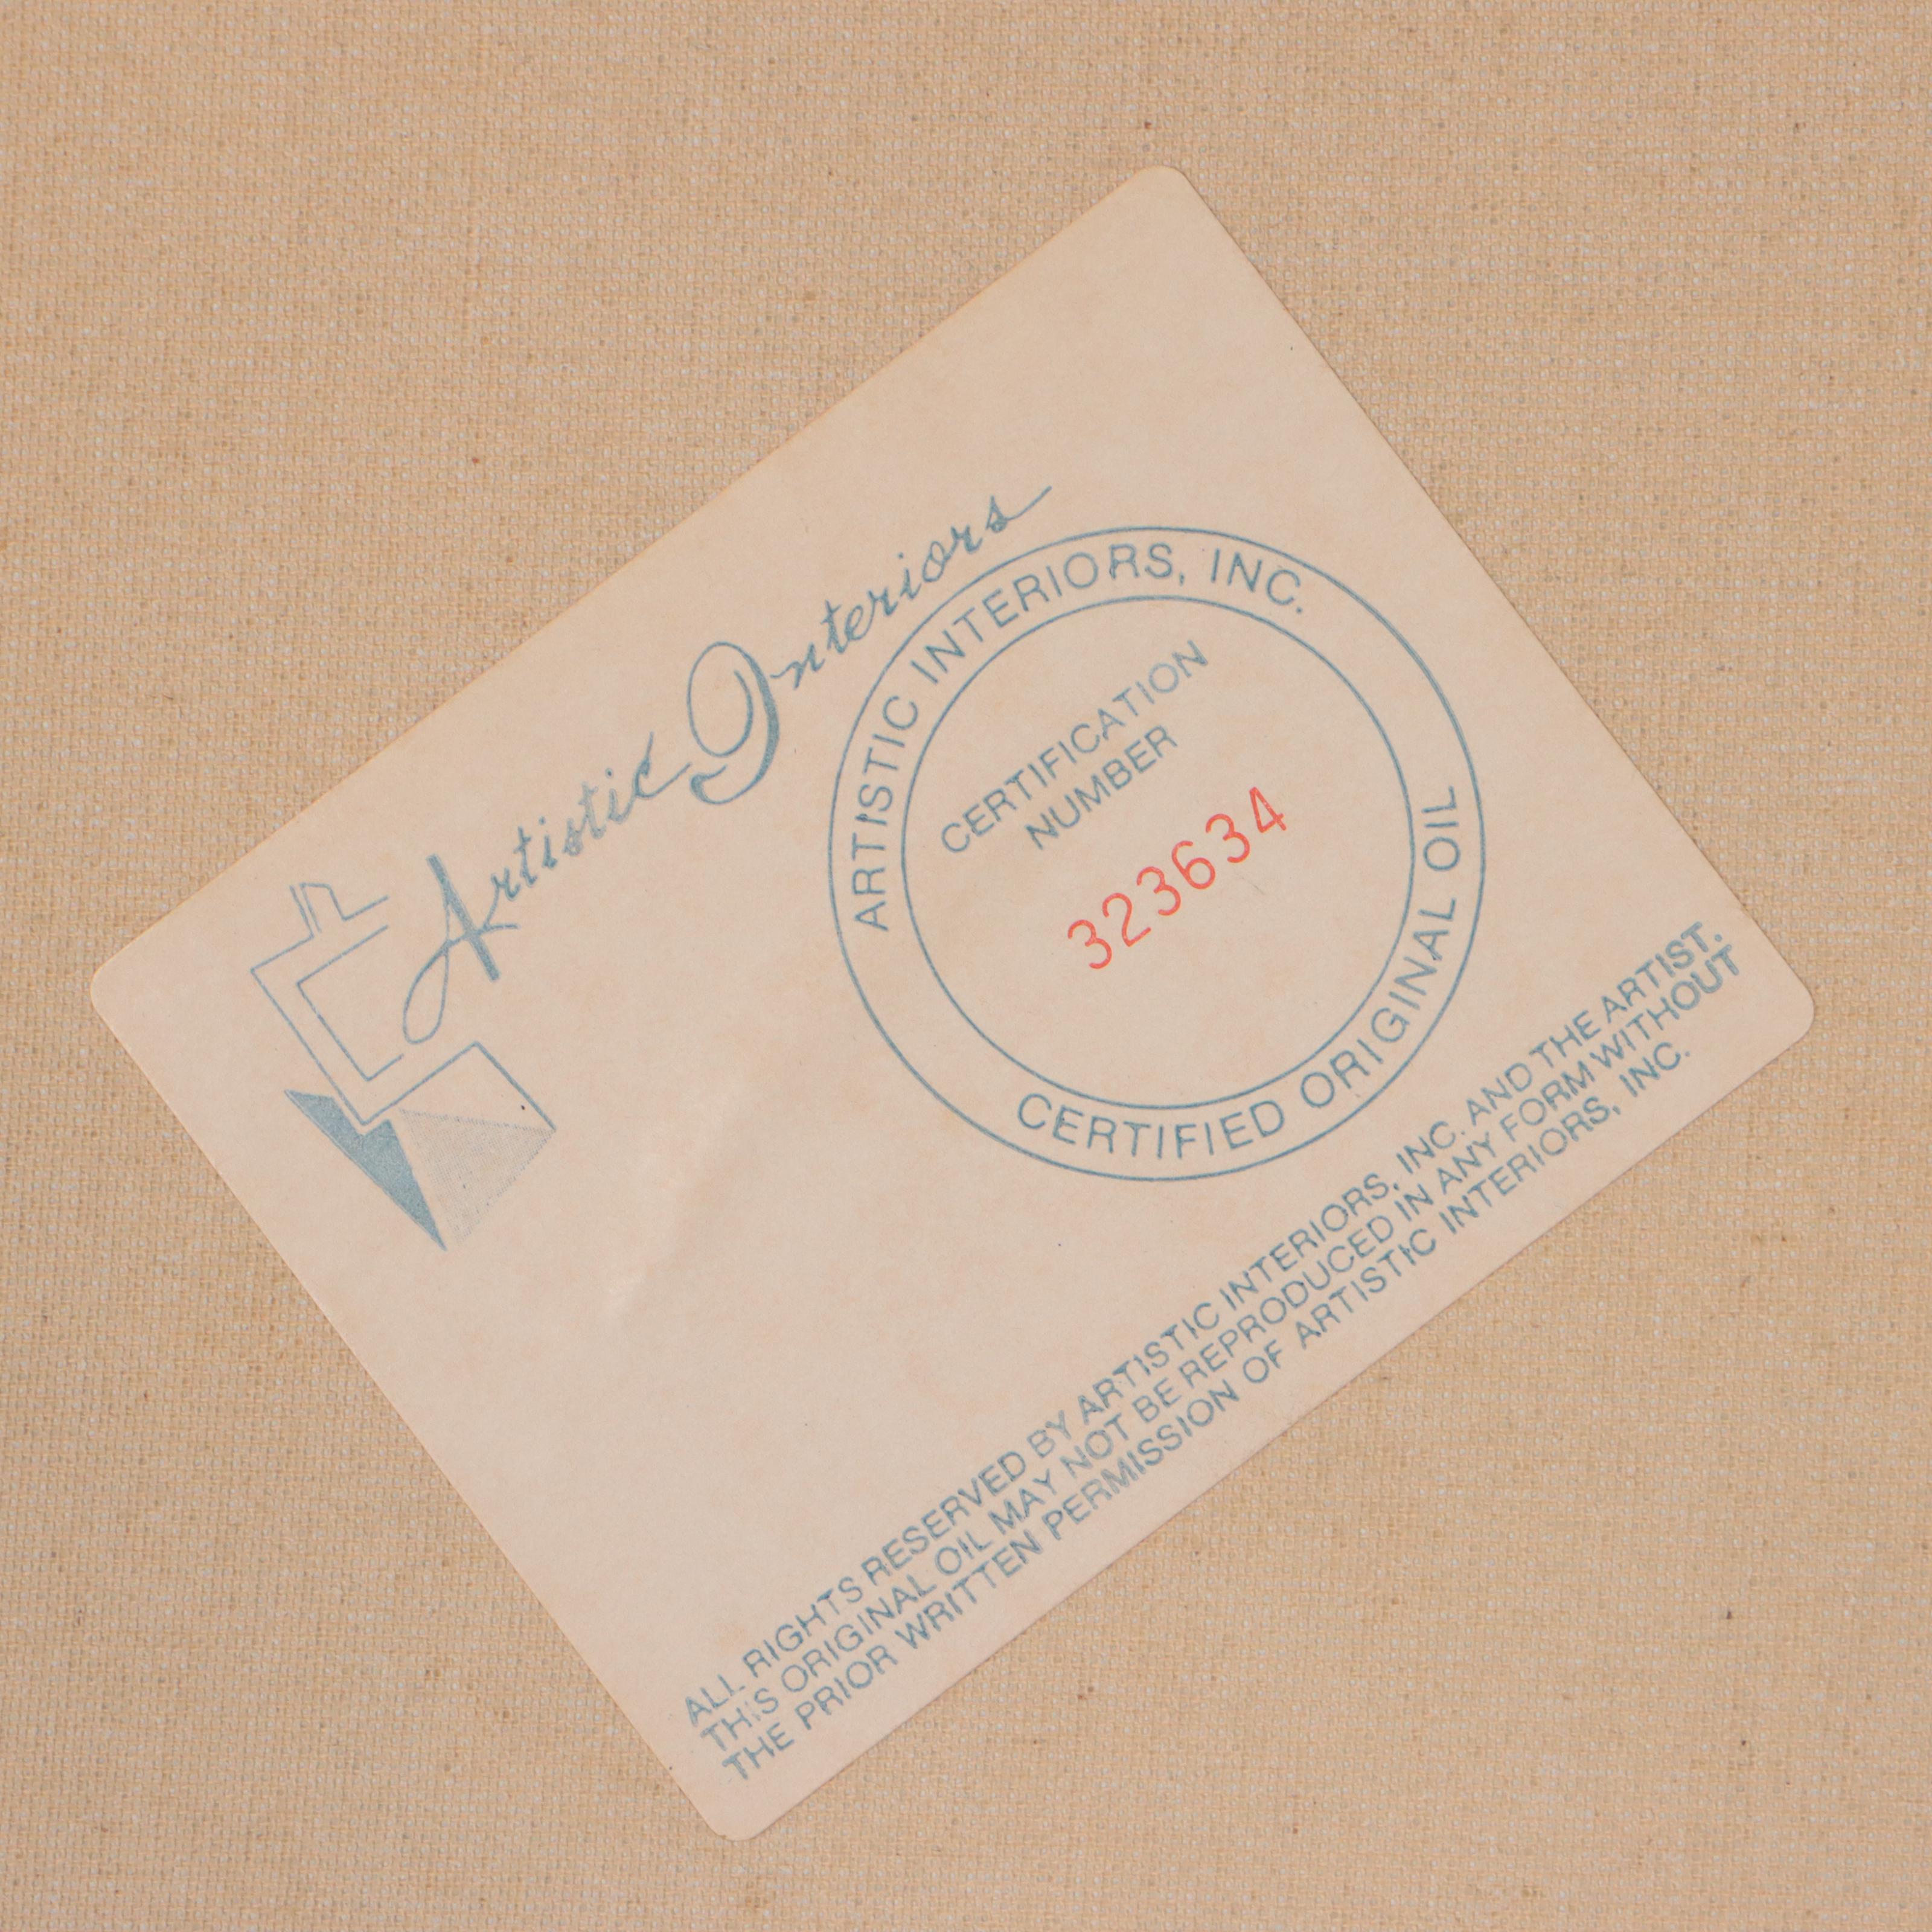 Artistic Interiors
ARTISTIC INTERIORS, INC.
CERTIFICATION
NUMBER
323634
CERTIFIED ORIGINAL OIL
ALL RIGHTS RESERVED BY ARTISTIC INTERIORS, INC. AND THE ARTIST.
THIS ORIGINAL OIL MAY NOT BE REPRODUCED IN ANY FORM WITHOUT
THE PRIOR WRITTEN PERMISSION OF ARTISTIC INTERIORS, INC.